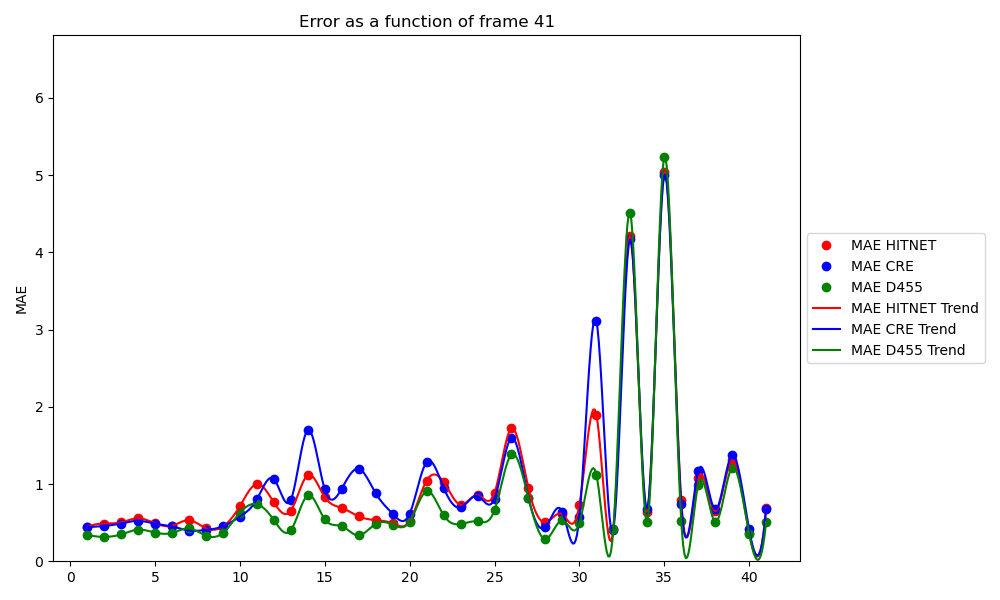 Error as a function of frame 41
MAE
6
5
4
3
2
1
0
0 5 10 15 20 25 30 35 40
MAE HITNET
MAE CRE
MAE D455
MAE HITNET Trend
MAE CRE Trend
MAE D455 Trend